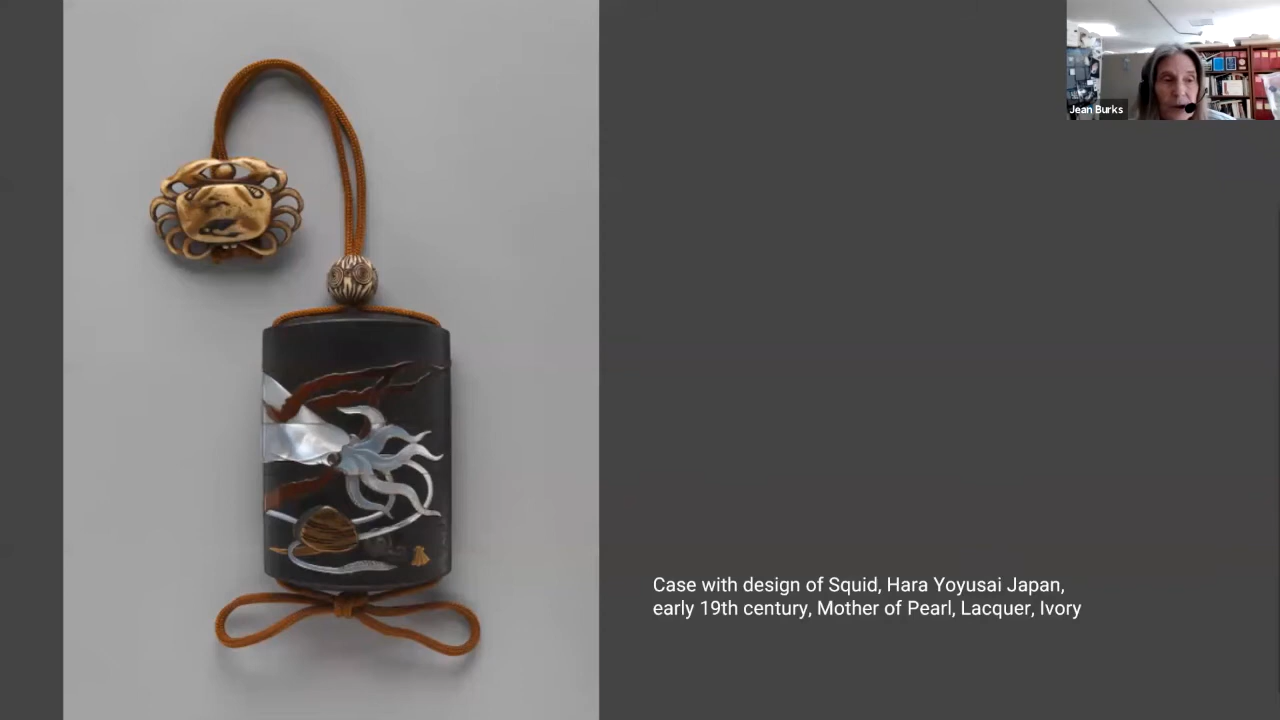 Jean Burks
Case with design of Squid, Hara Yoyusai Japan,
early 19th century, Mother of Pearl, Lacquer, Ivory